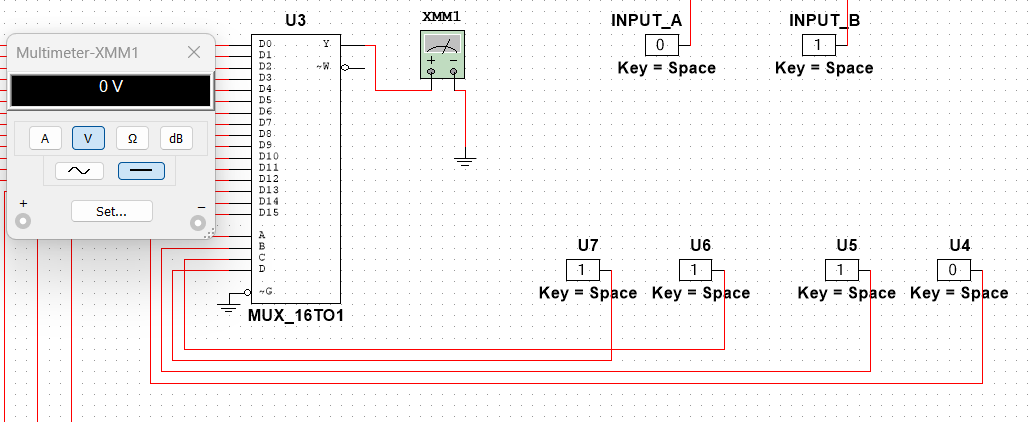 U3
XMM1
INPUT_A
INPUT_B
0
1
Key = Space
Key = Space
Multimeter-XMM1
0 V
A
V
Ω
dB
Set...
+
−
D0
D1
D2
D3
D4
D5
D6
D7
D8
D9
D10
D11
D12
D13
D14
D15
A
B
C
D
~G
Y
~W
+
−
MUX_16TO1
U7
U6
U5
U4
1
1
1
0
Key = Space
Key = Space
Key = Space
Key = Space